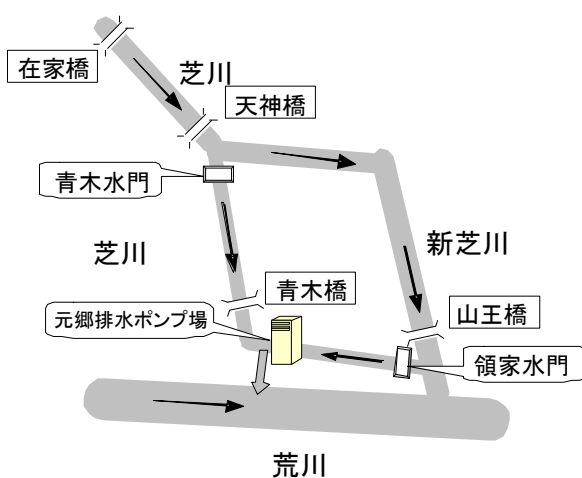 在家橋
芝川
天神橋
青木水門
芝川
新芝川
青木橋
元郷排水ポンプ場
山王橋
領家水門
荒川